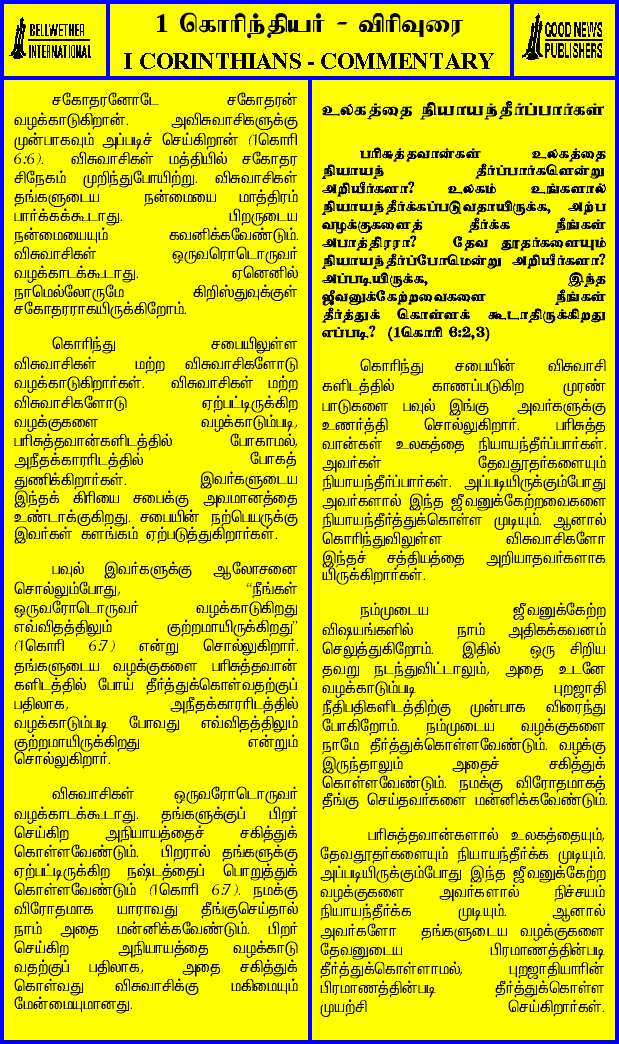 BELLWETHER
INTERNATIONAL
1 கொரிந்தியர் - விரிவுரை
I CORINTHIANS - COMMENTARY
GOOD NEWS
PUBLISHERS
சகோதரனோடே சகோதரன்
வழக்காடுகிறான். அவிசுவாசிகளுக்கு
முன்பாகவும் அப்படிச் செய்கிறான் (1கொரி
6:6). விசுவாசிகள் மத்தியில் சகோதர
சிநேகம் முறிந்துபோயிற்று. விசுவாசிகள்
தங்களுடைய நன்மையை மாத்திரம்
பார்க்கக்கூடாது. பிறருடைய
நன்மையையும் கவனிக்கவேண்டும்.
விசுவாசிகள் ஒருவரோடொருவர்
வழக்காடக்கூடாது. ஏனெனில்
நாமெல்லோருமே கிறிஸ்துவுக்குள்
சகோதரராகயிருக்கிறோம்.
கொரிந்து சபையிலுள்ள
விசுவாசிகள் மற்ற விசுவாசிகளோடு
வழக்காடுகிறார்கள். விசுவாசிகள் மற்ற
விசுவாசிகளோடு ஏற்பட்டிருக்கிற
வழக்குகளை வழக்காடும்படி,
பரிசுத்தவான்களிடத்தில் போகாமல்,
அநீதக்காரரிடத்தில் போகத்
துணிகிறார்கள். இவர்களுடைய
இந்தக் கிரியை சபைக்கு அவமானத்தை
உண்டாக்குகிறது. சபையின் நற்பெயருக்கு
இவர்கள் களங்கம் ஏற்படுத்துகிறார்கள்.
பவுல் இவர்களுக்கு ஆலோசனை
சொல்லும்போது, “நீங்கள்
ஒருவரோடொருவர் வழக்காடுகிறது
எவ்விதத்திலும் குற்றமாயிருக்கிறது”
(1கொரி 6:7) என்று சொல்லுகிறார்.
தங்களுடைய வழக்குகளை பரிசுத்தவான்
களிடத்தில் போய் தீர்த்துக்கொள்வதற்குப்
பதிலாக, அநீதக்காரரிடத்தில்
வழக்காடும்படி போவது எவ்விதத்திலும்
குற்றமாயிருக்கிறது என்றும்
சொல்லுகிறார்.
விசுவாசிகள் ஒருவரோடொருவர்
வழக்காடக்கூடாது. தங்களுக்குப் பிறர்
செய்கிற அநியாயத்தைச் சகித்துக்
கொள்ளவேண்டும். பிறரால் தங்களுக்கு
ஏற்பட்டிருக்கிற நஷ்டத்தைப் பொறுத்துக்
கொள்ளவேண்டும் (1கொரி 6:7). நமக்கு
விரோதமாக யாராவது தீங்குசெய்தால்
நாம் அதை மன்னிக்கவேண்டும். பிறர்
செய்கிற அநியாயத்தை வழக்காடு
வதற்குப் பதிலாக, அதை சகித்துக்
கொள்வது விசுவாசிக்கு மகிமையும்
மேன்மையுமானது.
உலகத்தை நியாயந்தீர்ப்பார்கள்
பரிசுத்தவான்கள் உலகத்தை
நியாயந் தீர்ப்பார்களென்று
அறியீர்களா? உலகம் உங்களால்
நியாயந்தீர்க்கப்படுவதாயிருக்க, அற்ப
வழக்குகளைத் தீர்க்க நீங்கள்
அபாத்திரரா? தேவ தூதர்களையும்
நியாயந்தீர்ப்போமென்று அறியீர்களா?
அப்படியிருக்க, இந்த
ஜீவனுக்கேற்றவைகளை நீங்கள்
தீர்த்துக் கொள்ளக் கூடாதிருக்கிறது
எப்படி? (1கொரி 6:2,3)
கொரிந்து சபையின் விசுவாசி
களிடத்தில் காணப்படுகிற முரண்
பாடுகளை பவுல் இங்கு அவர்களுக்கு
உணர்த்தி சொல்லுகிறார். பரிசுத்த
வான்கள் உலகத்தை நியாயந்தீர்ப்பார்கள்.
அவர்கள் தேவதூதர்களையும்
நியாயந்தீர்ப்பார்கள். அப்படியிருக்கும்போது
அவர்களால் இந்த ஜீவனுக்கேற்றவைகளை
நியாயந்தீர்த்துக்கொள்ள முடியும். ஆனால்
கொரிந்துவிலுள்ள விசுவாசிகளோ
இந்தச் சத்தியத்தை அறியாதவர்களாக
யிருக்கிறார்கள்.
நம்முடைய ஜீவனுக்கேற்ற
விஷயங்களில் நாம் அதிகக்கவனம்
செலுத்துகிறோம். இதில் ஒரு சிறிய
தவறு நடந்துவிட்டாலும், அதை உடனே
வழக்காடும்படி புறஜாதி
நீதிபதிகளிடத்திற்கு முன்பாக விரைந்து
போகிறோம். நம்முடைய வழக்குகளை
நாமே தீர்த்துக்கொள்ளவேண்டும். வழக்கு
இருந்தாலும் அதைச் சகித்துக்
கொள்ளவேண்டும். நமக்கு விரோதமாகத்
தீங்கு செய்தவர்களை மன்னிக்கவேண்டும்.
பரிசுத்தவான்களால் உலகத்தையும்,
தேவதூதர்களையும் நியாயந்தீர்க்க முடியும்.
அப்படியிருக்கும்போது இந்த ஜீவனுக்கேற்ற
வழக்குகளை அவர்களால் நிச்சயம்
நியாயந்தீர்க்க முடியும். ஆனால்
அவர்களோ தங்களுடைய வழக்குகளை
தேவனுடைய பிரமாணத்தின்படி
தீர்த்துக்கொள்ளாமல், புறஜாதியாரின்
பிரமாணத்தின்படி தீர்த்துக்கொள்ள
முயற்சி செய்கிறார்கள்.